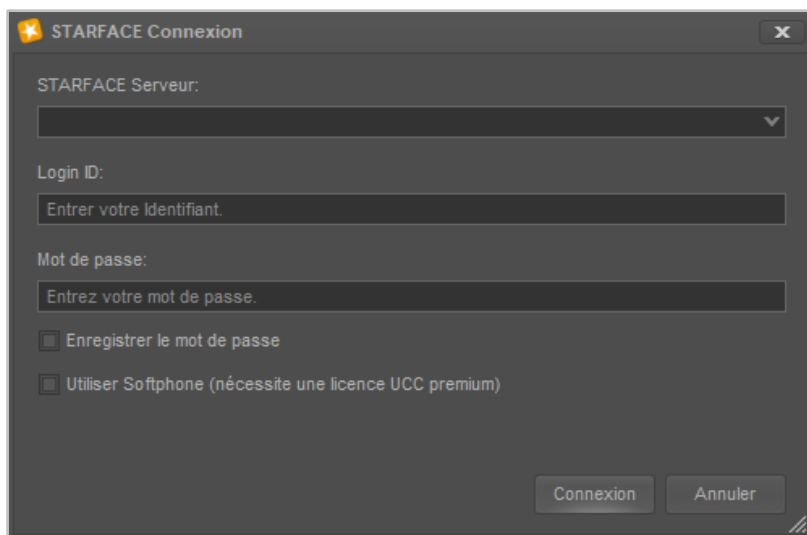 STARFACE Connexion
STARFACE Serveur:
Login ID:
Entrer votre Identifiant.
Mot de passe:
Entrez votre mot de passe.
Enregistrer le mot de passe
Utiliser Softphone (nécessite une licence UCC premium)
Connexion Annuler